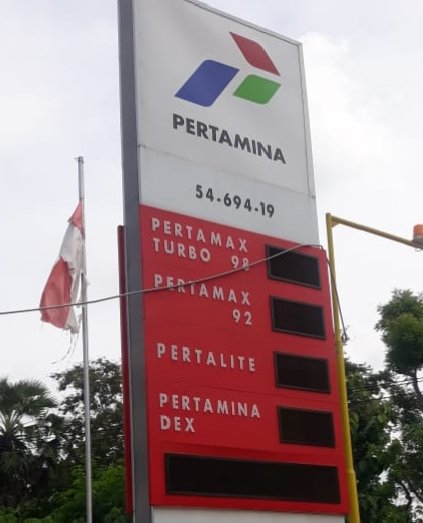 PERTAMINA
54-694-19
PERTAMAX
TURBO 98
PERTAMAX
92
PERTALITE
PERTAMINA
DEX